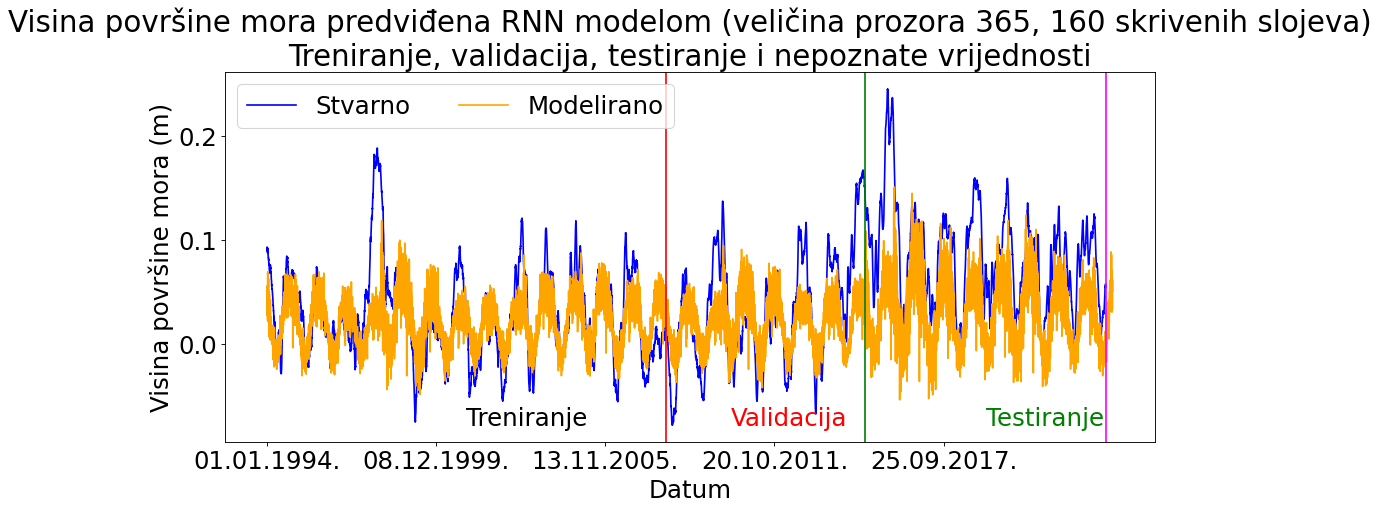 Visina površine mora predviđena RNN modelom (veličina prozora 365, 160 skrivenih slojeva)
Treniranje, validacija, testiranje i nepoznate vrijednosti
Stvarno
Modelirano
Visina površine mora (m)
0.2
0.1
0.0
Treniranje
Validacija
Testiranje
01.01.1994.
08.12.1999.
13.11.2005.
20.10.2011.
25.09.2017.
Datum